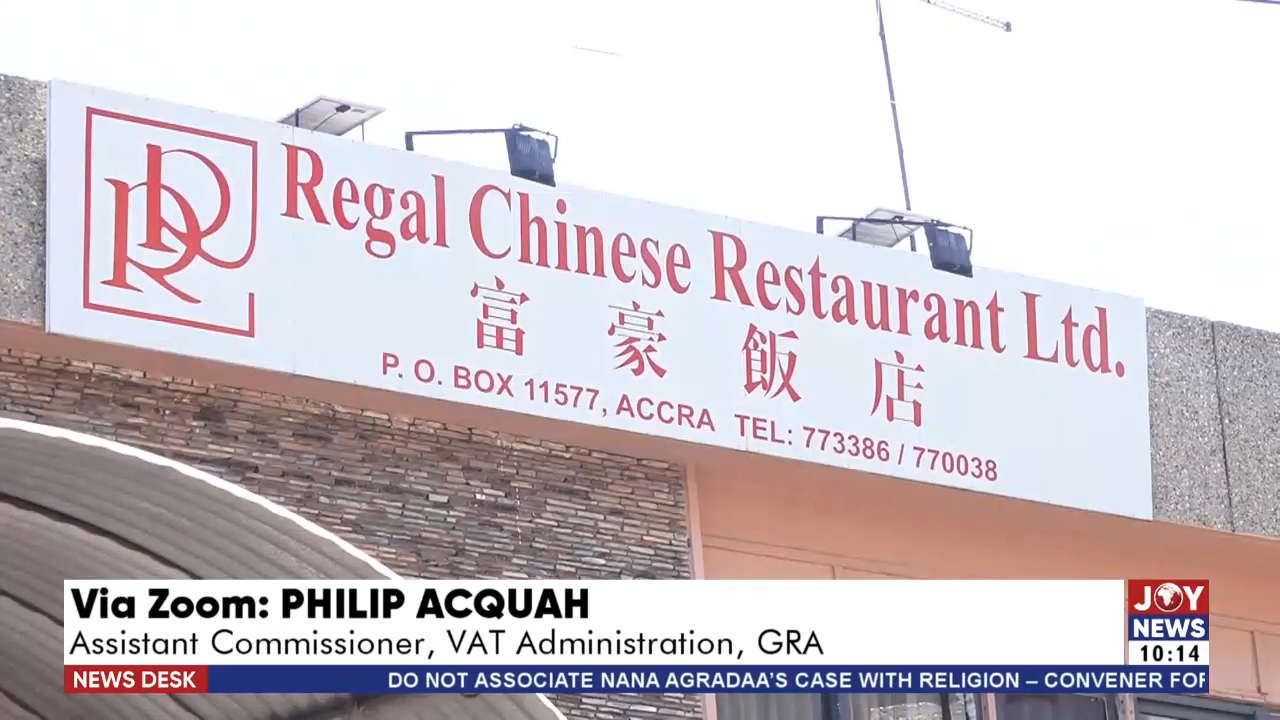 RR
Regal Chinese Restaurant Ltd.
富豪飯店
P. O. BOX 11577, ACCRA TEL: 773386 / 770038
Via Zoom: PHILIP ACQUAH
Assistant Commissioner, VAT Administration, GRA
JOY
NEWS
10:14
NEWS DESK
DO NOT ASSOCIATE NANA AGRADAA'S CASE WITH RELIGION – CONVENER FOR